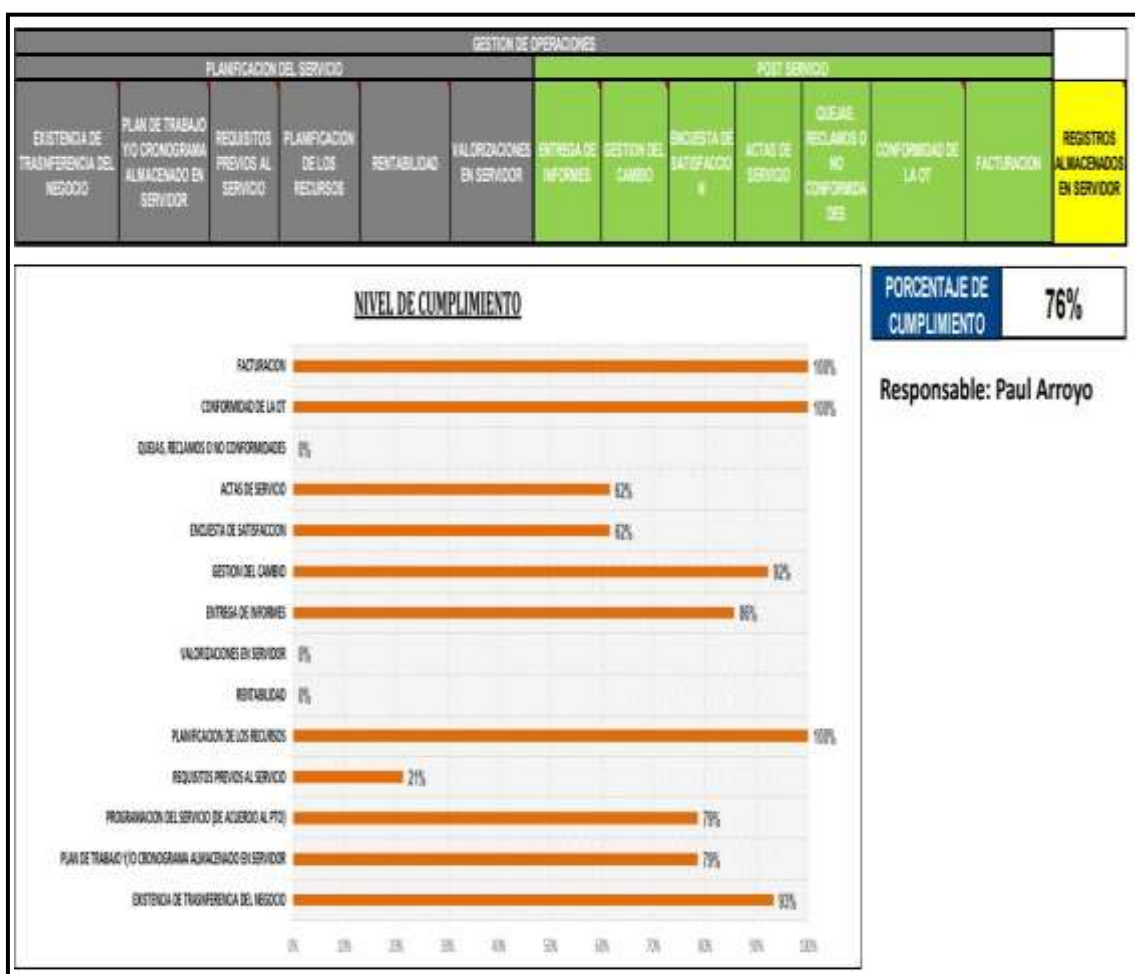 GESTION DE OPERACIONES
PLANIFICACION DEL SERVICIO
POST SERVICIO
EXISTENCIA DE
TRASNFERENCIA DEL
NEGOCIO
PLAN DE TRABAJO
Y/O CRONOGRAMA
ALMACENADO EN
SERVIDOR
REQUISITOS
PREVIOS AL
SERVICIO
PLANIFICACION
DE LOS
RECURSOS
RENTABILIDAD
VALORIZACIONES
EN SERVIDOR
ENTREGA DE
INFORMES
GESTION DEL
CAMBIO
ENCUESTA DE
SATISFACCIO
N
ACTAS DE
SERVICIO
QUEJAS,
RECLAMOS O
NO
CONFORMIDA
DES
CONFORMIDAD DE
LA OT
FACTURACION
REGISTROS
ALMACENADOS
EN SERVIDOR
NIVEL DE CUMPLIMIENTO
FACTURACION 100%
CONFORMIDAD DE LA OT 100%
QUEJAS, RECLAMOS O NO CONFORMIDADES 0%
ACTAS DE SERVICIO 62%
ENCUESTA DE SATISFACCION 62%
GESTION DEL CAMBIO 92%
ENTREGA DE INFORMES 86%
VALORIZACIONES EN SERVIDOR 0%
RENTABILIDAD 0%
PLANIFICACION DE LOS RECURSOS 100%
REQUISITOS PREVIOS AL SERVICIO 21%
PROGRAMACION DEL SERVICIO (DE ACUERDO AL PTO) 79%
PLAN DE TRABAJO Y/O CRONOGRAMA ALMACENADO EN SERVIDOR 79%
EXISTENCIA DE TRASNFERENCIA DEL NEGOCIO 93%
0% 10% 20% 30% 40% 50% 60% 70% 80% 90% 100%
PORCENTAJE DE
CUMPLIMIENTO
76%
Responsable: Paul Arroyo